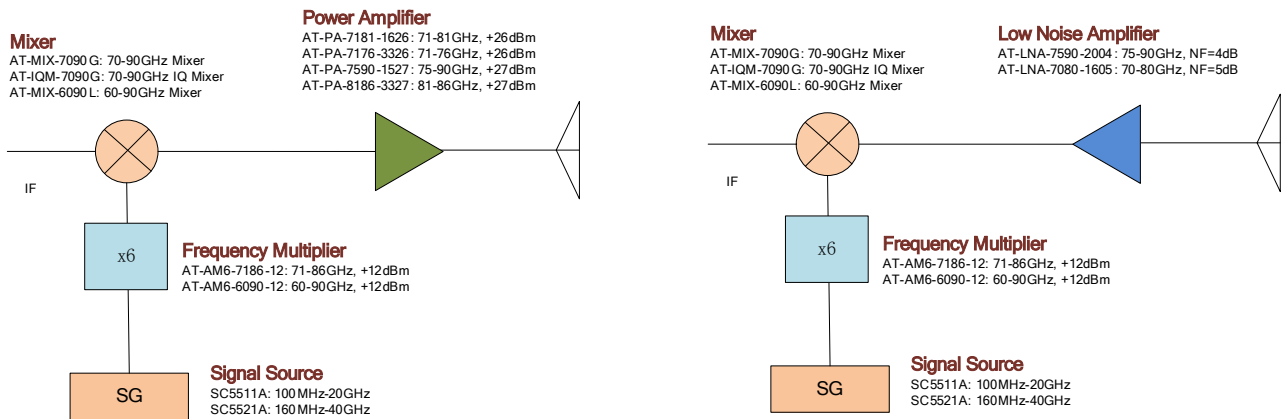 Power Amplifier
AT-PA-7181-1626: 71-81GHz, +26dBm
AT-PA-7176-3326: 71-76GHz, +26dBm
AT-PA-7590-1527: 75-90GHz, +27dBm
AT-PA-8186-3327: 81-86GHz, +27dBm
Mixer
AT-MIX-7090G: 70-90GHz Mixer
AT-IQM-7090G: 70-90GHz IQ Mixer
AT-MIX-6090L: 60-90GHz Mixer
IF
x6
Frequency Multiplier
AT-AM6-7186-12: 71-86GHz, +12dBm
AT-AM6-6090-12: 60-90GHz, +12dBm
SG
Signal Source
SC5511A: 100MHz-20GHz
SC5521A: 160MHz-40GHz
Mixer
AT-MIX-7090G: 70-90GHz Mixer
AT-IQM-7090G: 70-90GHz IQ Mixer
AT-MIX-6090L: 60-90GHz Mixer
Low Noise Amplifier
AT-LNA-7590-2004: 75-90GHz, NF=4dB
AT-LNA-7080-1605: 70-80GHz, NF=5dB
IF
x6
Frequency Multiplier
AT-AM6-7186-12: 71-86GHz, +12dBm
AT-AM6-6090-12: 60-90GHz, +12dBm
SG
Signal Source
SC5511A: 100MHz-20GHz
SC5521A: 160MHz-40GHz